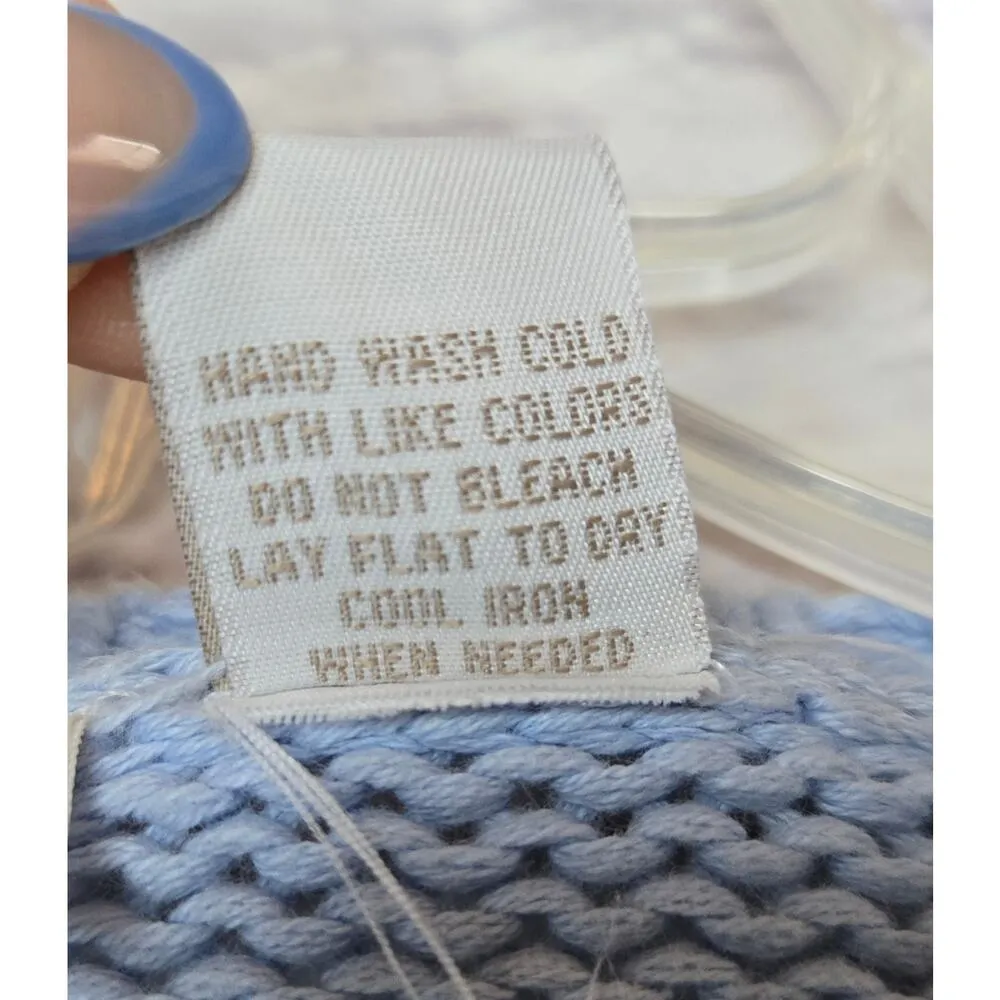 HAND WASH COLD
WITH LIKE COLORS
DO NOT BLEACH
LAY FLAT TO DRY
COOL IRON
WHEN NEEDED